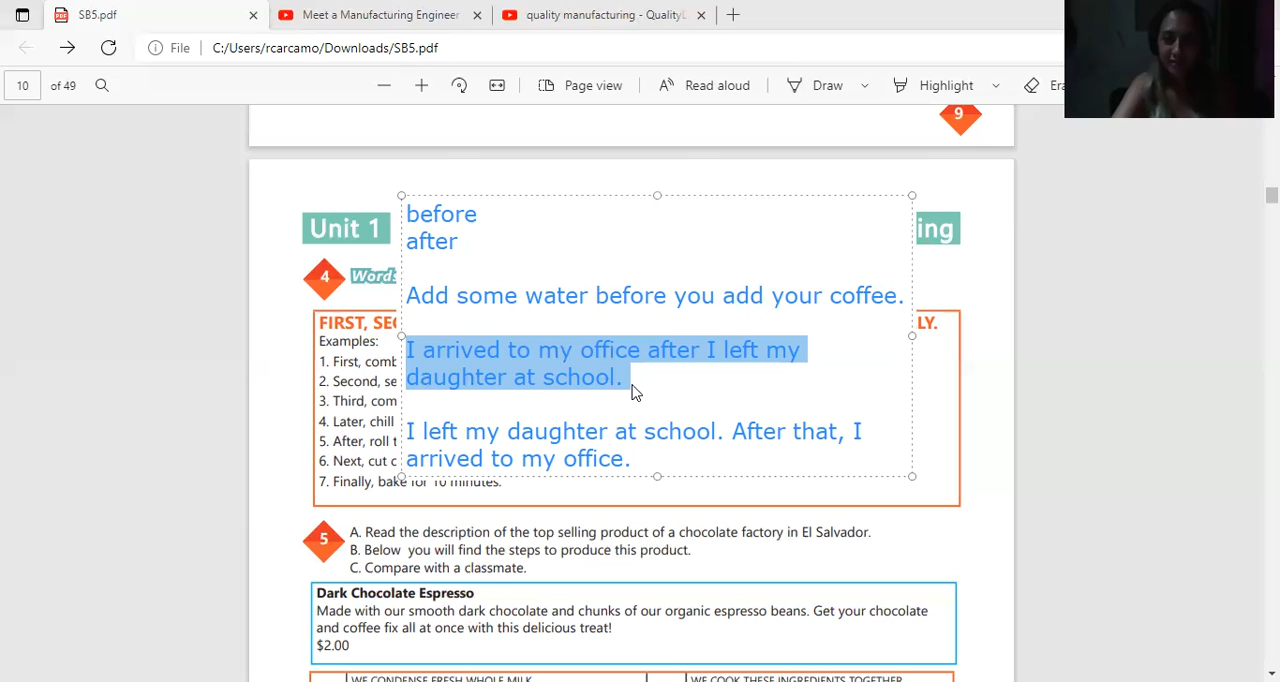 SB5.pdf
Meet a Manufacturing Engineer
quality manufacturing - Quality
File
C:/Users/rcarcamo/Downloads/SB5.pdf
10
of 49
Page view
Read aloud
Draw
Highlight
9
Unit 1
ing
before
after
4
Words
Add some water before you add your coffee.
FIRST, SEC
LY.
Examples:
1. First, comb
2. Second, se
3. Third, com
4. Later, chill
5. After, roll t
6. Next, cut c
7. Finally, bake for 10 minutes.
I arrived to my office after I left my
daughter at school.
I left my daughter at school. After that, I
arrived to my office.
5
A. Read the description of the top selling product of a chocolate factory in El Salvador.
B. Below you will find the steps to produce this product.
C. Compare with a classmate.
Dark Chocolate Espresso
Made with our smooth dark chocolate and chunks of our organic espresso beans. Get your chocolate
and coffee fix all at once with this delicious treat!
$2.00
WE CONDENSE FRESH WHOLE MILK
WE COOK THESE INGREDIENTS TOGETHER